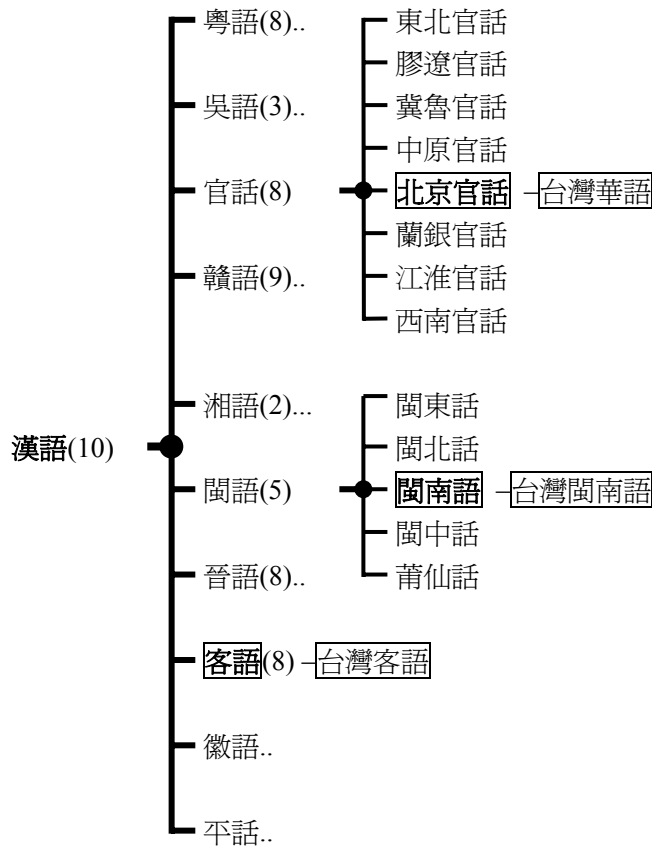 粵語(8)..
東北官話
膠遼官話
吳語(3)..
冀魯官話
中原官話
官話(8)
北京官話 –台灣華語
蘭銀官話
贛語(9)..
江淮官話
西南官話
湘語(2)...
閩東話
漢語(10)
閩北話
閩語(5)
閩南語 –台灣閩南語
閩中話
晉語(8)..
莆仙話
客語(8) –台灣客語
徽語..
平話..